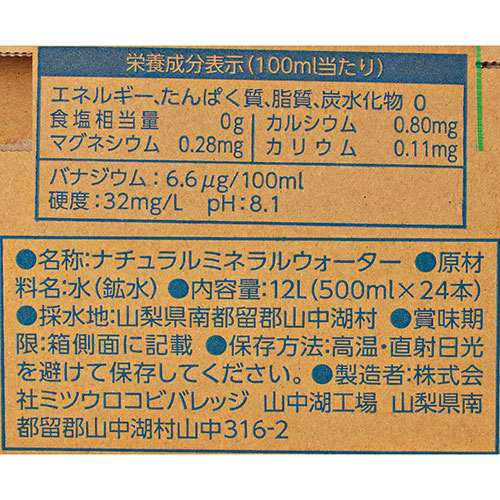 栄養成分表示(100ml当たり)
エネルギー、たんぱく質、脂質、炭水化物 0
食塩相当量 0g カルシウム 0.80mg
マグネシウム 0.28mg カリウム 0.11mg
バナジウム:6.6μg/100ml
硬度:32mg/L pH:8.1
●名称:ナチュラルミネラルウォーター ●原材
料名:水(鉱水) ●内容量:12L(500ml×24本)
●採水地:山梨県南都留郡山中湖村 ●賞味期
限:箱側面に記載 ●保存方法:高温・直射日光
を避けて保存してください。●製造者:株式会
社ミツウロコビバレッジ 山中湖工場 山梨県南
都留郡山中湖村山中316-2